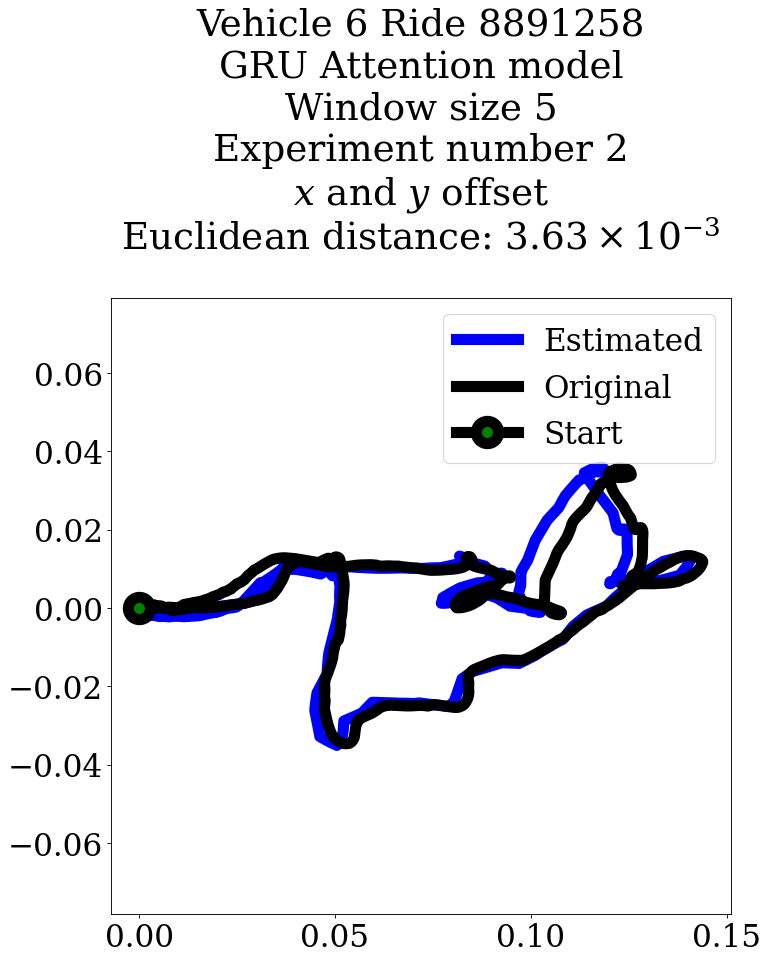 Vehicle 6 Ride 8891258
GRU Attention model
Window size 5
Experiment number 2
x and y offset
Euclidean distance: 3.63 × 10⁻³
Estimated
Original
Start
0.06
0.04
0.02
0.00
−0.02
−0.04
−0.06
0.00 0.05 0.10 0.15